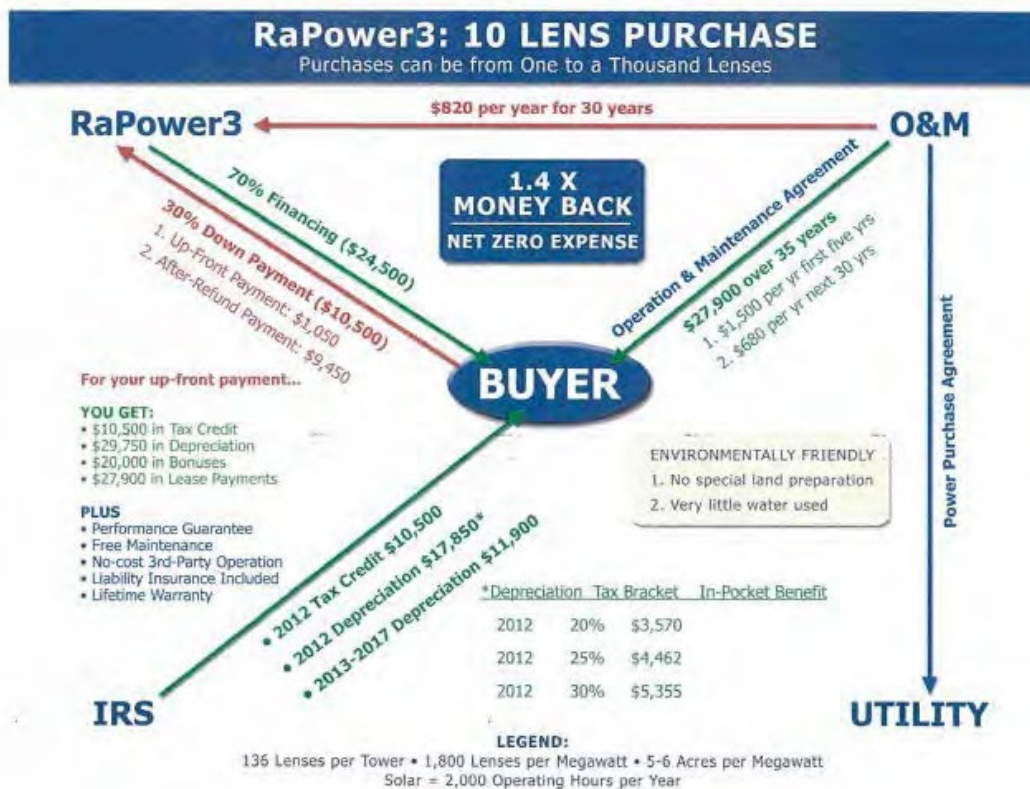 RaPower3: 10 LENS PURCHASE
Purchases can be from One to a Thousand Lenses
$820 per year for 30 years
RaPower3
O&M
1.4 X
MONEY BACK
NET ZERO EXPENSE
70% Financing ($24,500)
30% Down Payment ($10,500)
1. Up-Front Payment: $1,050
2. After-Refund Payment: $9,450
Operation & Maintenance Agreement
$27,900 over 35 years
1. $1,500 per yr first five yrs
2. $680 per yr next 30 yrs
Power Purchase Agreement
BUYER
For your up-front payment...
YOU GET:
• $10,500 in Tax Credit
• $29,750 in Depreciation
• $20,000 in Bonuses
• $27,900 in Lease Payments
PLUS
• Performance Guarantee
• Free Maintenance
• No-cost 3rd-Party Operation
• Liability Insurance Included
• Lifetime Warranty
ENVIRONMENTALLY FRIENDLY
1. No special land preparation
2. Very little water used
• 2012 Tax Credit $10,500
• 2012 Depreciation $17,850*
• 2013-2017 Depreciation $11,900
*Depreciation Tax Bracket In-Pocket Benefit
2012 20% $3,570
2012 25% $4,462
2012 30% $5,355
IRS
UTILITY
LEGEND:
136 Lenses per Tower • 1,800 Lenses per Megawatt • 5-6 Acres per Megawatt
Solar = 2,000 Operating Hours per Year